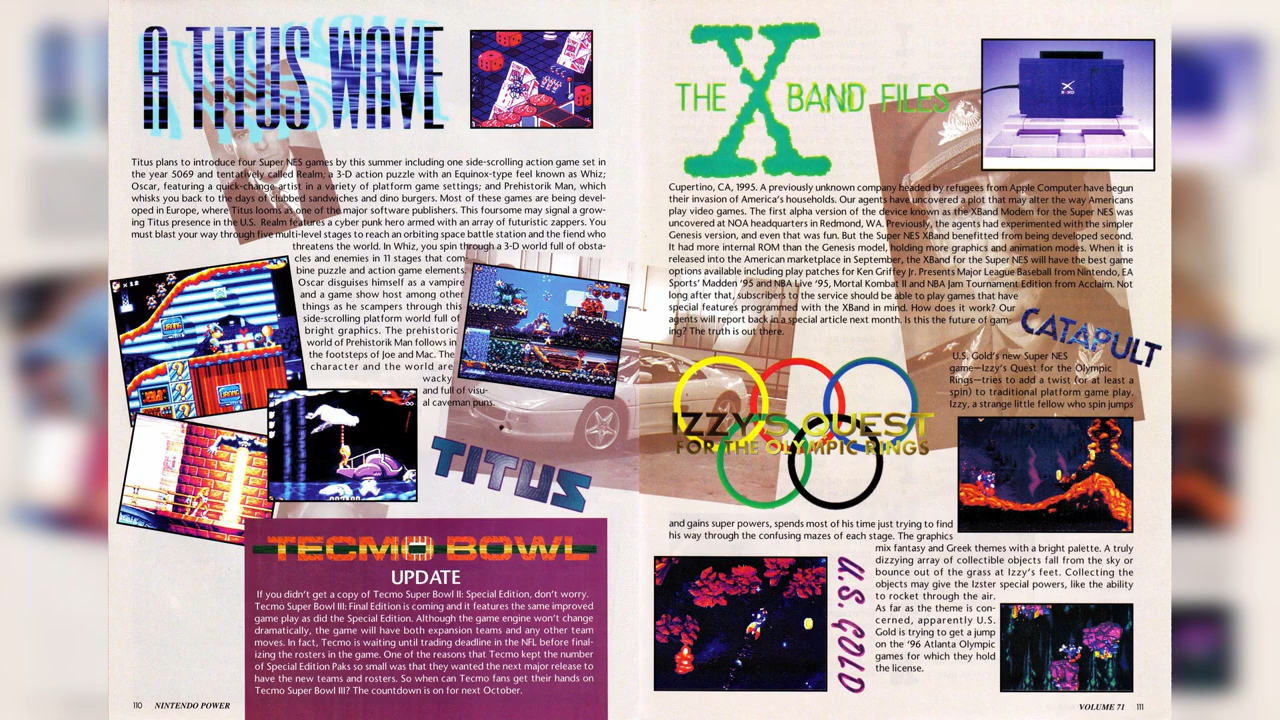 A TITUS WAVE
Titus plans to introduce four Super NES games by this summer including one side-scrolling action game set in
the year 5069 and tentatively called Realm; a 3-D action puzzle with an Equinox-type feel known as Whiz;
Oscar, featuring a quick-change artist in a variety of platform game settings; and Prehistorik Man, which
whisks you back to the days of clubbed sandwiches and dino burgers. Most of these games are being devel-
oped in Europe, where Titus looms as one of the major software publishers. This foursome may signal a grow-
ing Titus presence in the U.S. Realm features a cyber punk hero armed with an array of futuristic zappers. You
must blast your way through five multi-level stages to reach an orbiting space battle station and the fiend who
threatens the world. In Whiz, you spin through a 3-D world full of obsta-
cles and enemies in 11 stages that com-
bine puzzle and action game elements.
Oscar disguises himself as a vampire
and a game show host among other
things as he scampers through this
side-scrolling platform world full of
bright graphics. The prehistoric
world of Prehistorik Man follows in
the footsteps of Joe and Mac. The
character and the world are
wacky
and full of visu-
al caveman puns.
TITUS
TECMO BOWL
UPDATE
If you didn't get a copy of Tecmo Super Bowl II: Special Edition, don't worry.
Tecmo Super Bowl III: Final Edition is coming and it features the same improved
game play as did the Special Edition. Although the game engine won't change
dramatically, the game will have both expansion teams and any other team
moves. In fact, Tecmo is waiting until trading deadline in the NFL before final-
izing the rosters in the game. One of the reasons that Tecmo kept the number
of Special Edition Paks so small was that they wanted the next major release to
have the new teams and rosters. So when can Tecmo fans get their hands on
Tecmo Super Bowl III? The countdown is on for next October.
110 NINTENDO POWER
THE X BAND FILES
X
Cupertino, CA, 1995. A previously unknown company headed by refugees from Apple Computer have begun
their invasion of America's households. Our agents have uncovered a plot that may alter the way Americans
play video games. The first alpha version of the device known as the XBand Modem for the Super NES was
uncovered at NOA headquarters in Redmond, WA. Previously, the agents had experimented with the simpler
Genesis version, and even that was fun. But the Super NES XBand benefitted from being developed second.
It had more internal ROM than the Genesis model, holding more graphics and animation modes. When it is
released into the American marketplace in September, the XBand for the Super NES will have the best game
options available including play patches for Ken Griffey Jr. Presents Major League Baseball from Nintendo, EA
Sports' Madden '95 and NBA Live '95, Mortal Kombat II and NBA Jam Tournament Edition from Acclaim. Not
long after that, subscribers to the service should be able to play games that have
special features programmed with the XBand in mind. How does it work? Our
agents will report back in a special article next month. Is this the future of gam-
ing? The truth is out there.
CATAPULT
IZZY'S QUEST
FOR THE OLYMPIC RINGS
U.S. Gold's new Super NES
game—Izzy's Quest for the Olympic
Rings—tries to add a twist (or at least a
spin) to traditional platform game play.
Izzy, a strange little fellow who spin jumps
and gains super powers, spends most of his time just trying to find
his way through the confusing mazes of each stage. The graphics
mix fantasy and Greek themes with a bright palette. A truly
dizzying array of collectible objects fall from the sky or
bounce out of the grass at Izzy's feet. Collecting the
objects may give the Izster special powers, like the ability
to rocket through the air.
As far as the theme is con-
cerned, apparently U.S.
Gold is trying to get a jump
on the '96 Atlanta Olympic
games for which they hold
the license.
U.S. GOLD
VOLUME 71 111